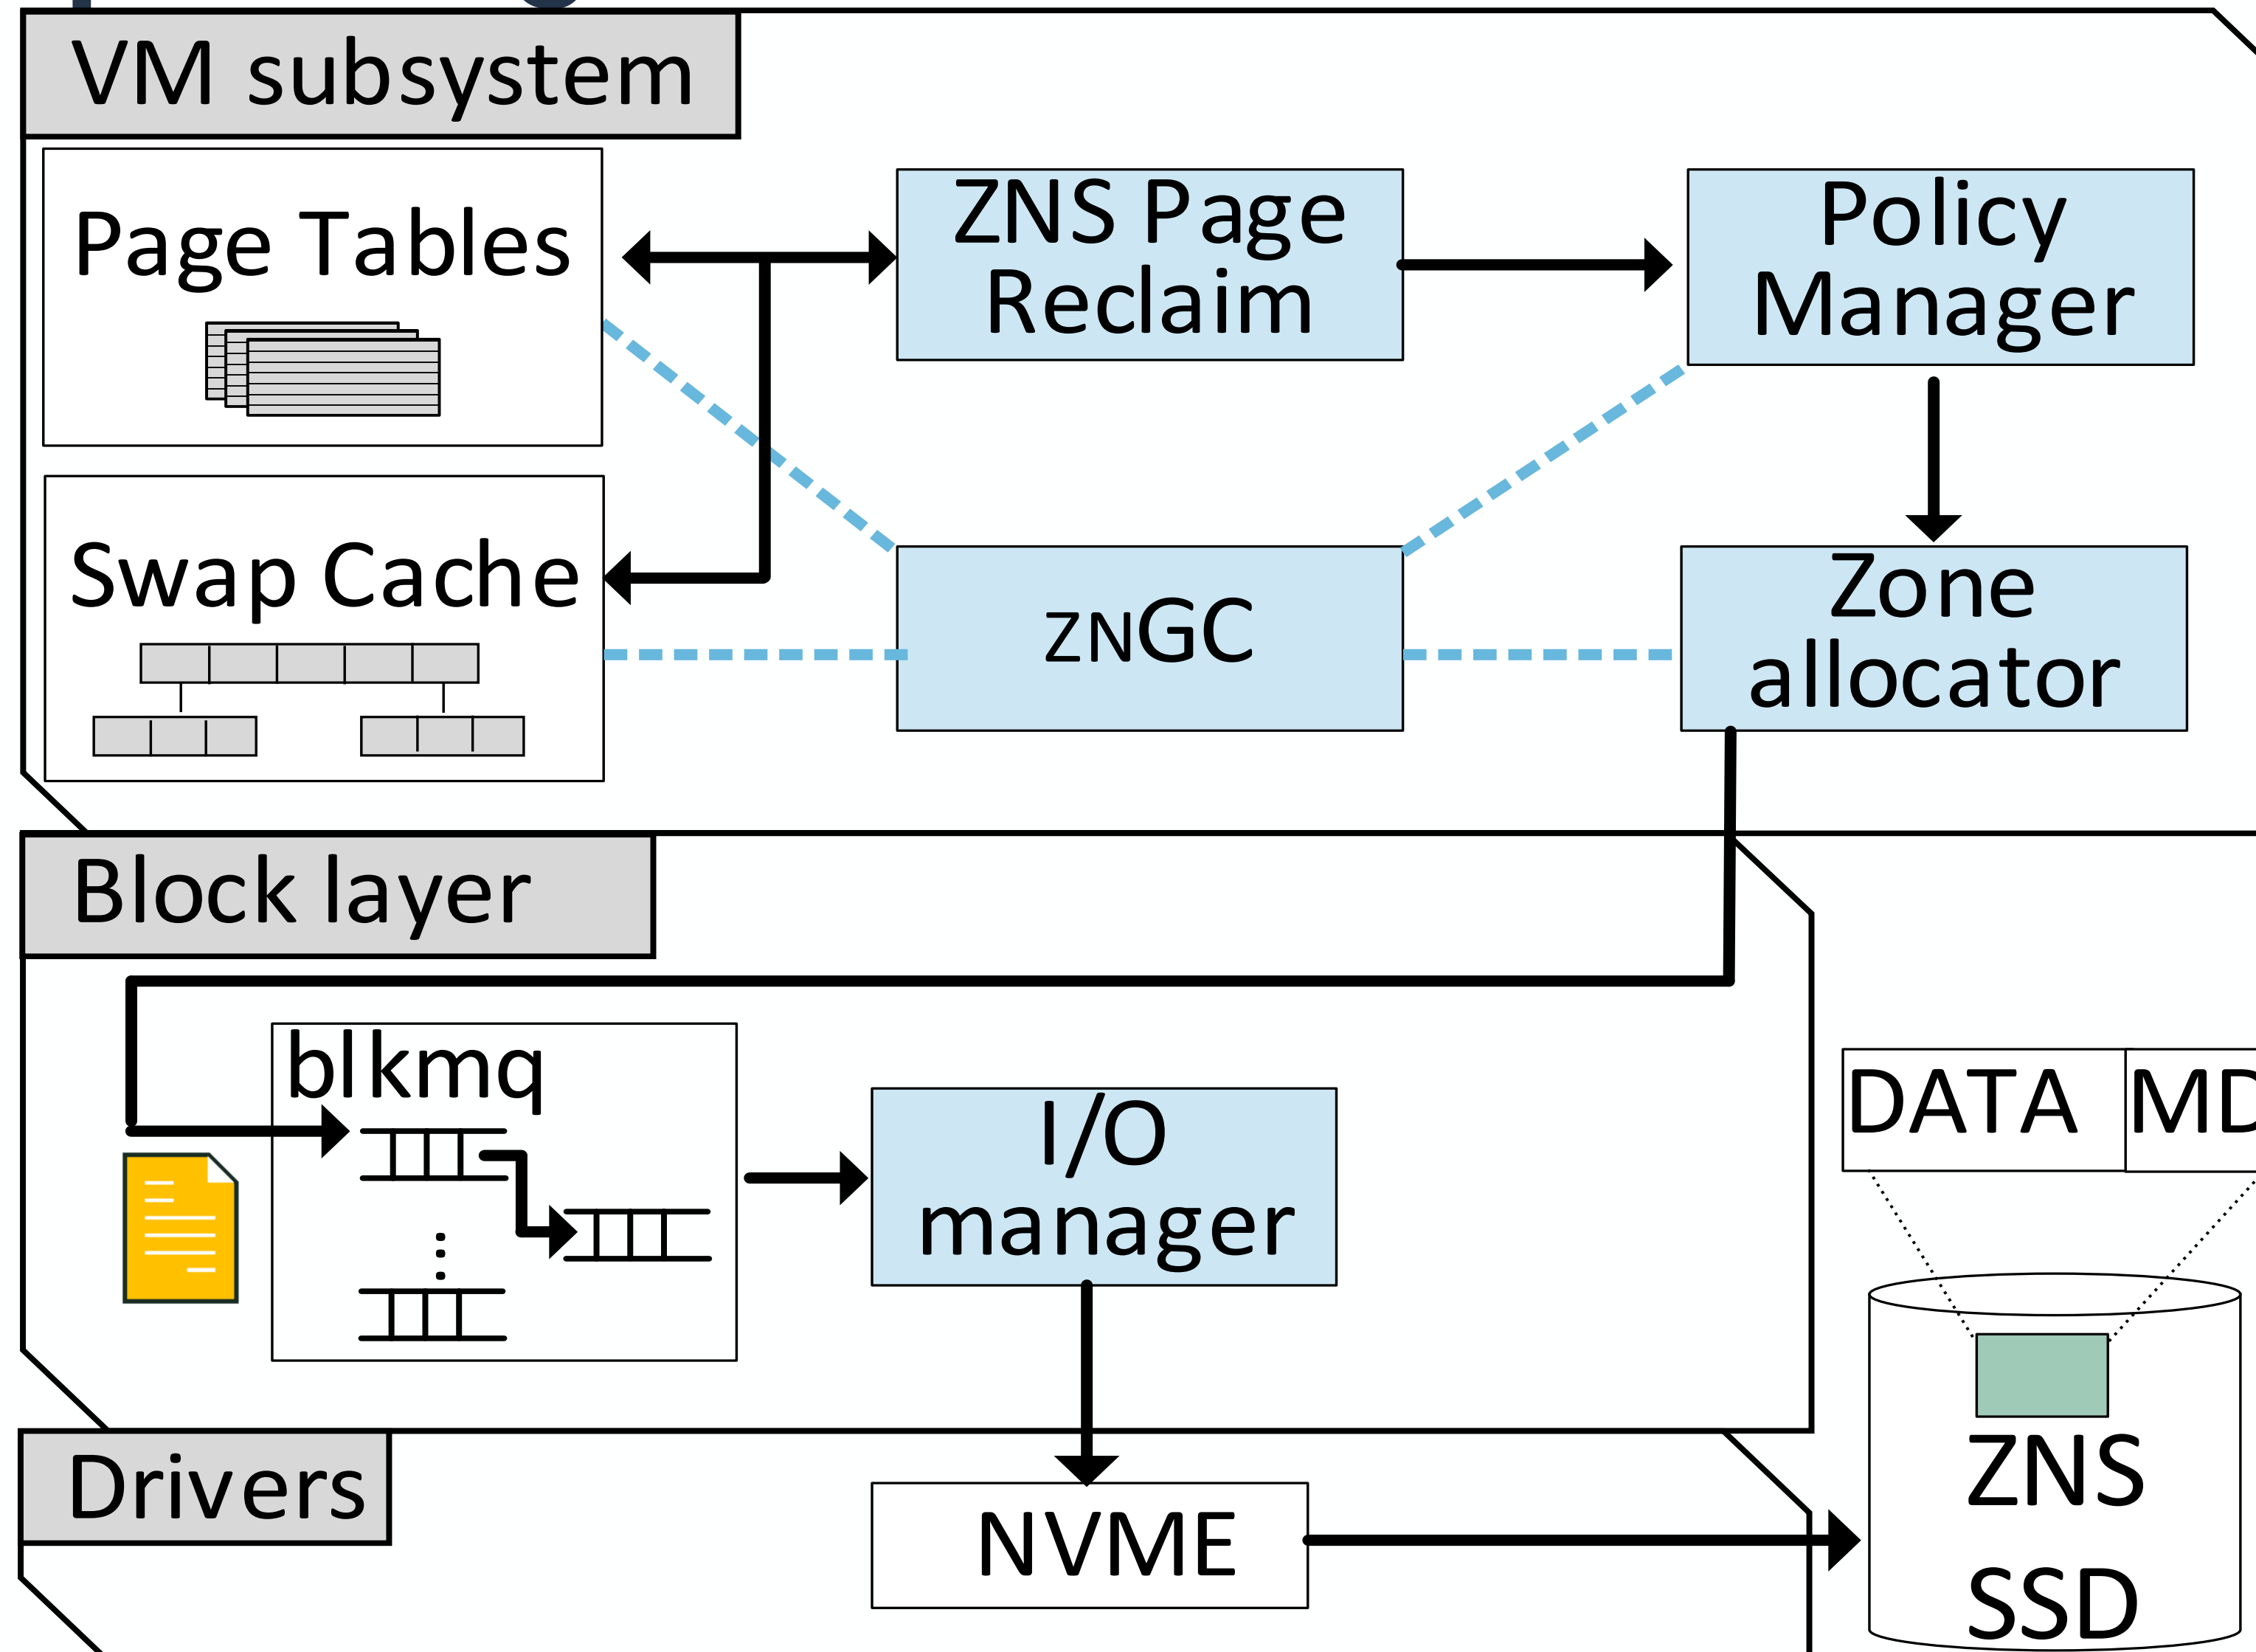 VM subsystem
Page Tables
ZNS Page
Reclaim
Policy
Manager
Swap Cache
ZNGC
Zone
allocator
Block layer
blkmq
I/O
manager
DATA
MD
Drivers
NVME
ZNS
SSD